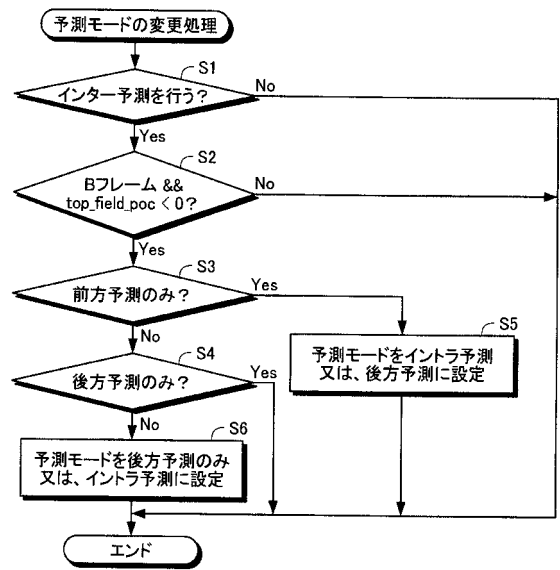 予測モードの変更処理
S1
インター予測を行う？
No
Yes
S2
Bフレーム &&
top_field_poc < 0？
No
Yes
S3
前方予測のみ？
Yes
No
S5
予測モードをイントラ予測
又は、後方予測に設定
S4
後方予測のみ？
Yes
No
S6
予測モードを後方予測のみ
又は、イントラ予測に設定
エンド